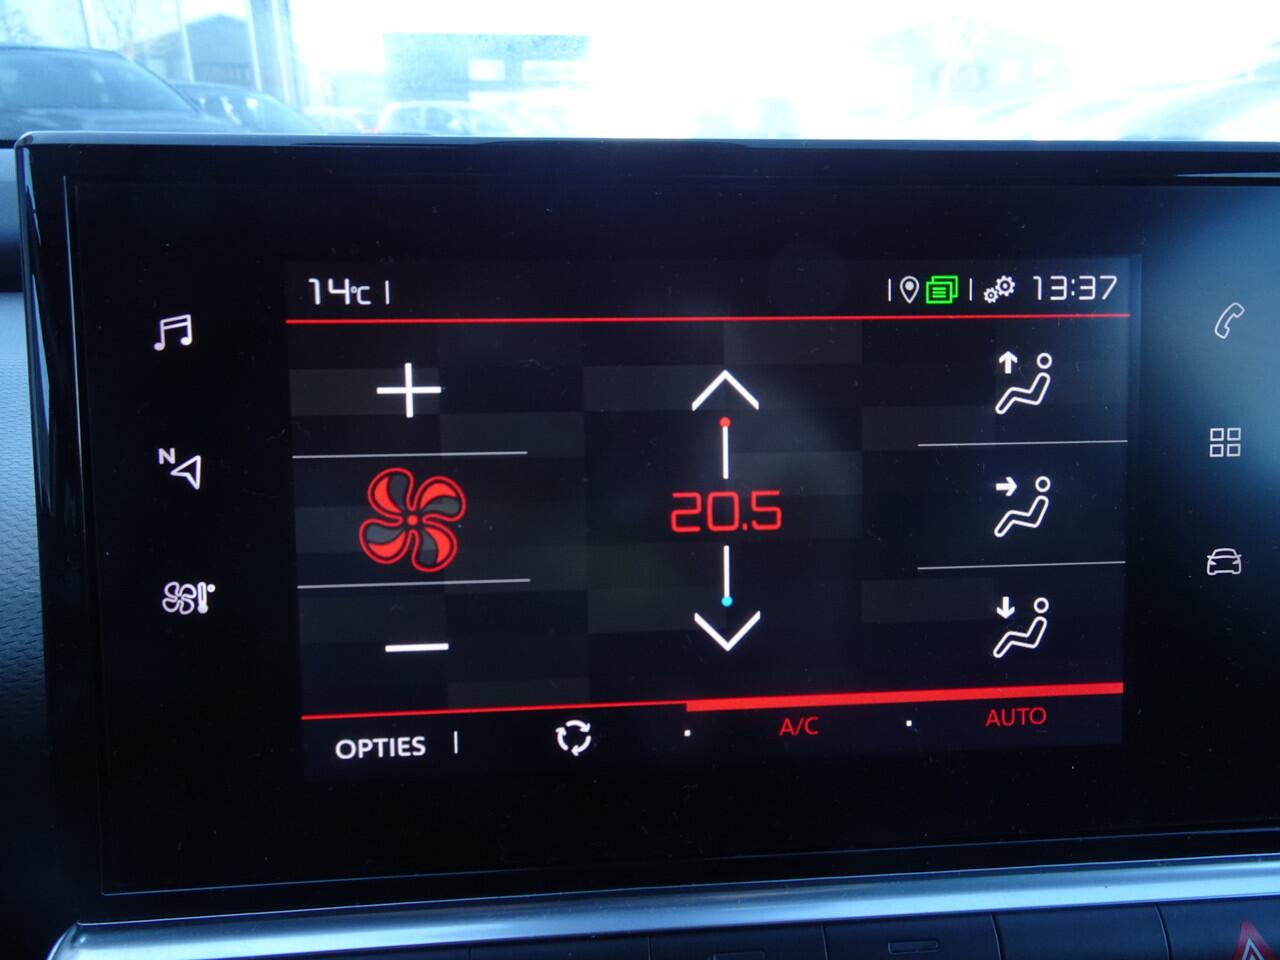 14°C
13:37
N
20.5
OPTIES
A/C
AUTO